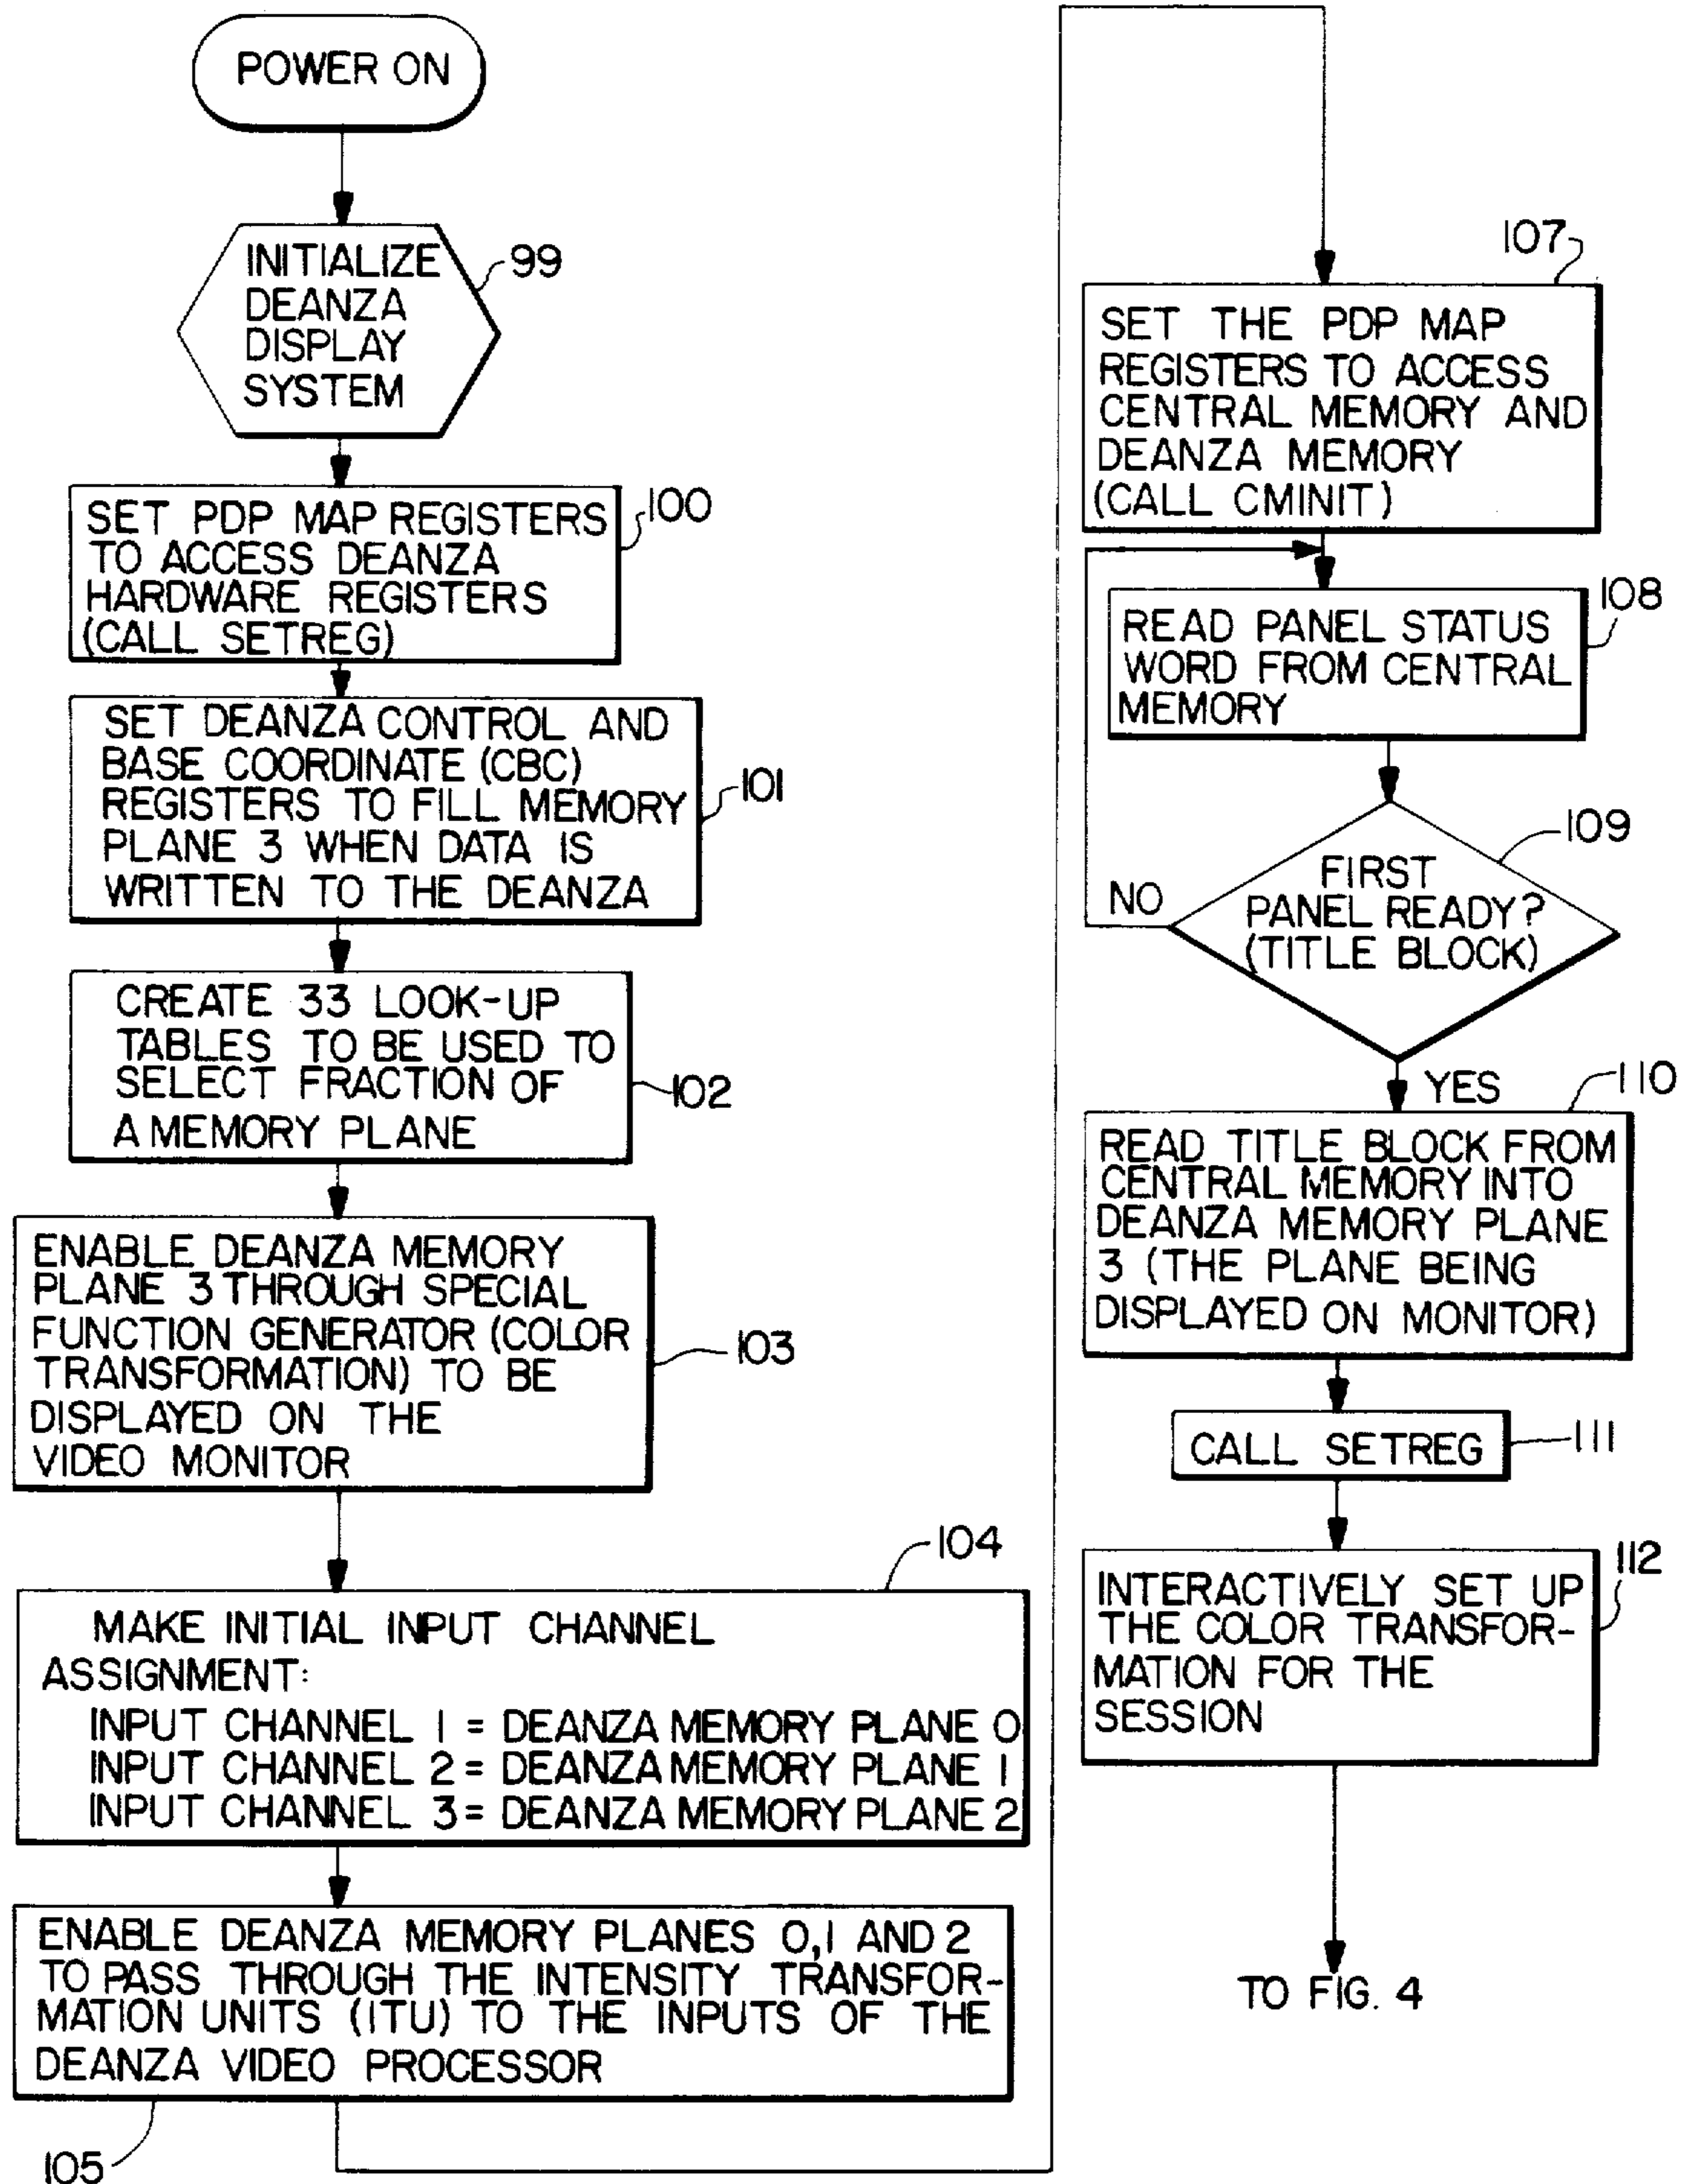 POWER ON
INITIALIZE
DEANZA
DISPLAY
SYSTEM
99
SET PDP MAP REGISTERS
TO ACCESS DEANZA
HARDWARE REGISTERS
(CALL SETREG)
100
SET DEANZA CONTROL AND
BASE COORDINATE (CBC)
REGISTERS TO FILL MEMORY
PLANE 3 WHEN DATA IS
WRITTEN TO THE DEANZA
101
CREATE 33 LOOK-UP
TABLES TO BE USED TO
SELECT FRACTION OF
A MEMORY PLANE
102
ENABLE DEANZA MEMORY
PLANE 3 THROUGH SPECIAL
FUNCTION GENERATOR (COLOR
TRANSFORMATION) TO BE
DISPLAYED ON THE
VIDEO MONITOR
103
104
MAKE INITIAL INPUT CHANNEL
ASSIGNMENT:
INPUT CHANNEL 1 = DEANZA MEMORY PLANE 0
INPUT CHANNEL 2 = DEANZA MEMORY PLANE 1
INPUT CHANNEL 3 = DEANZA MEMORY PLANE 2
ENABLE DEANZA MEMORY PLANES 0,1 AND 2
TO PASS THROUGH THE INTENSITY TRANSFOR-
MATION UNITS (ITU) TO THE INPUTS OF THE
DEANZA VIDEO PROCESSOR
105
107
SET THE PDP MAP
REGISTERS TO ACCESS
CENTRAL MEMORY AND
DEANZA MEMORY
(CALL CMINIT)
108
READ PANEL STATUS
WORD FROM CENTRAL
MEMORY
109
FIRST
PANEL READY?
(TITLE BLOCK)
NO
YES
110
READ TITLE BLOCK FROM
CENTRAL MEMORY INTO
DEANZA MEMORY PLANE
3 (THE PLANE BEING
DISPLAYED ON MONITOR)
CALL SETREG
111
112
INTERACTIVELY SET UP
THE COLOR TRANSFOR-
MATION FOR THE
SESSION
TO FIG. 4